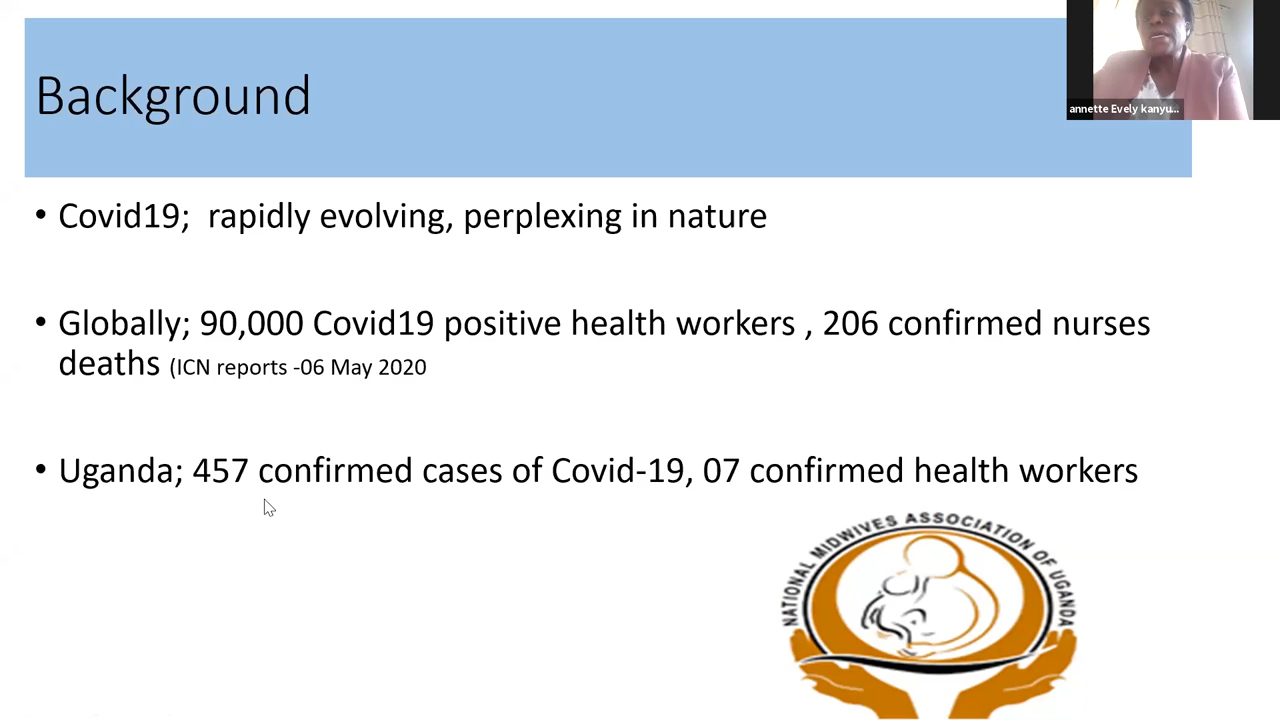 Background
annette Evely kanyu...
• Covid19;  rapidly evolving, perplexing in nature
• Globally; 90,000 Covid19 positive health workers , 206 confirmed nurses
deaths (ICN reports -06 May 2020
• Uganda; 457 confirmed cases of Covid-19, 07 confirmed health workers
NATIONAL MIDWIVES ASSOCIATION OF UGANDA